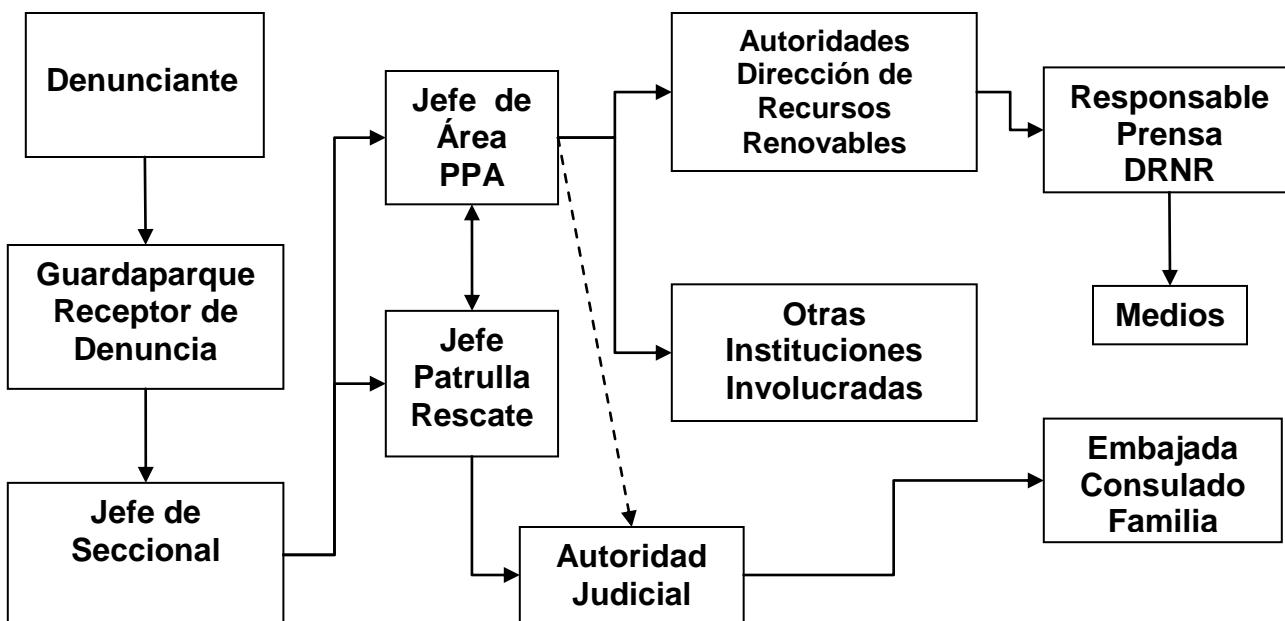 Denunciante
Guardaparque
Receptor de
Denuncia
Jefe de
Seccional
Jefe de
Área
PPA
Jefe
Patrulla
Rescate
Autoridades
Dirección de
Recursos
Renovables
Otras
Instituciones
Involucradas
Autoridad
Judicial
Responsable
Prensa
DRNR
Medios
Embajada
Consulado
Familia